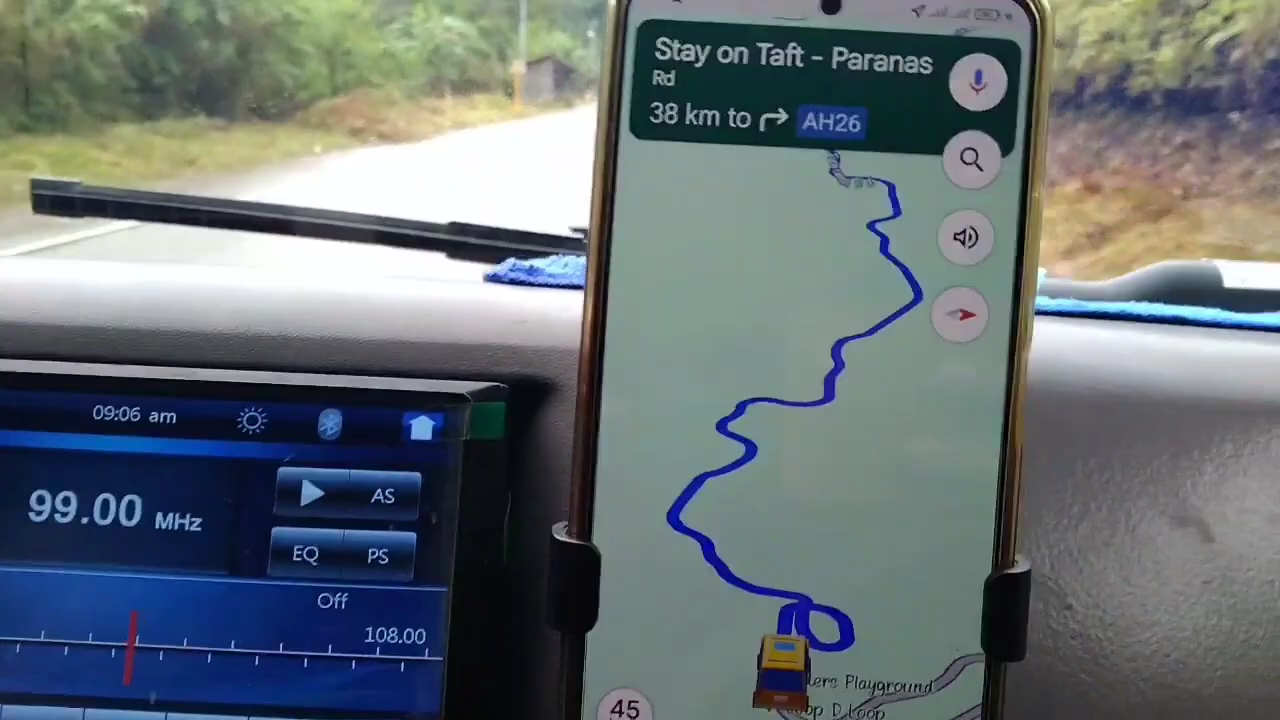 Stay on Taft - Paranas
Rd
38 km to AH26
09:06 am
99.00 MHz
AS
EQ PS
Off
108.00
Playground
D Loop
45